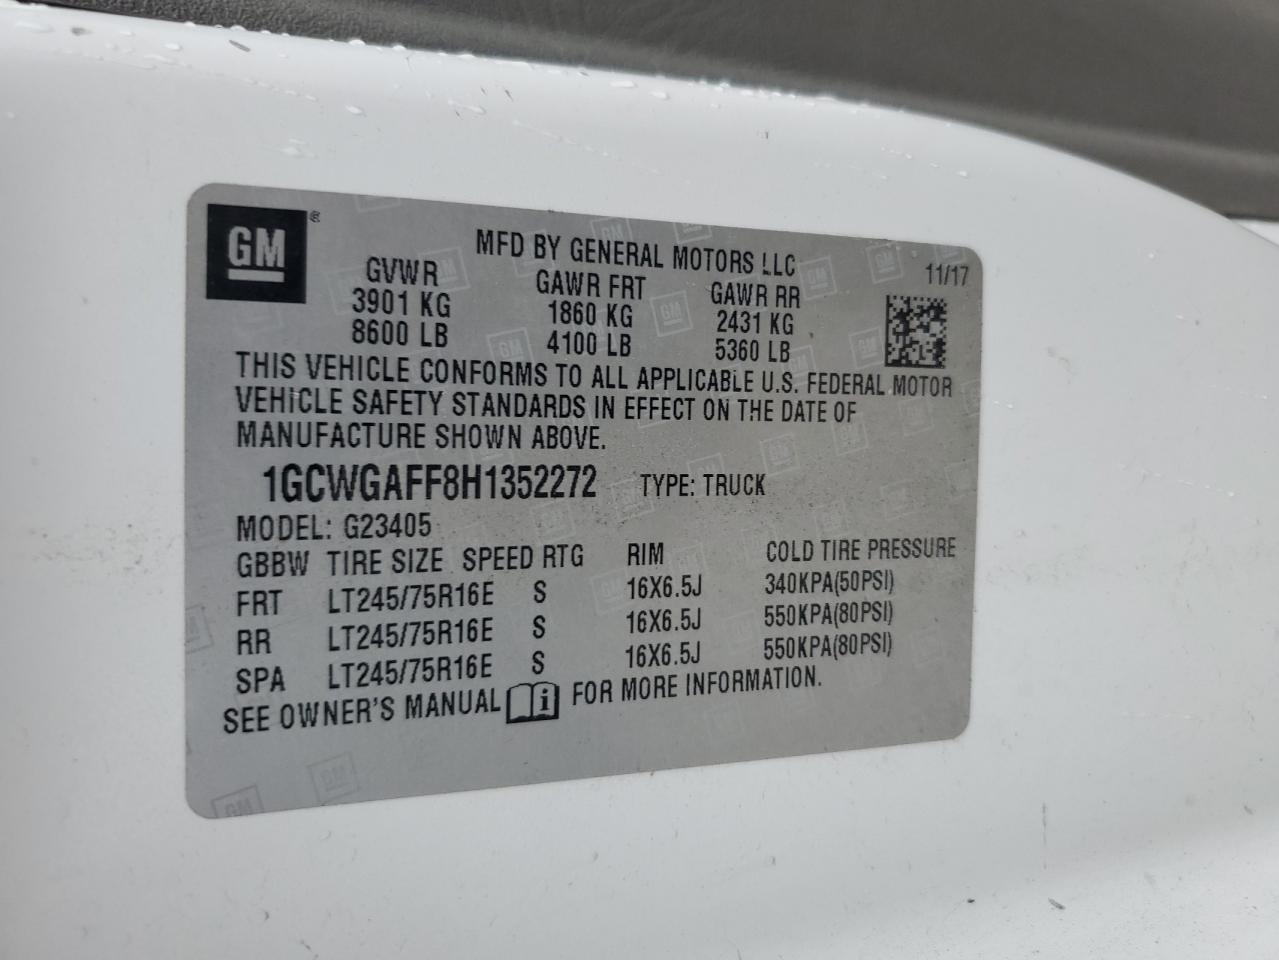 GM ®
MFD BY GENERAL MOTORS LLC
11/17
GVWR GAWR FRT GAWR RR
3901 KG 1860 KG 2431 KG
8600 LB 4100 LB 5360 LB
THIS VEHICLE CONFORMS TO ALL APPLICABLE U.S. FEDERAL MOTOR
VEHICLE SAFETY STANDARDS IN EFFECT ON THE DATE OF
MANUFACTURE SHOWN ABOVE.
1GCWGAFF8H1352272 TYPE: TRUCK
MODEL: G23405
GBBW TIRE SIZE SPEED RTG RIM COLD TIRE PRESSURE
FRT LT245/75R16E S 16X6.5J 340KPA(50PSI)
RR LT245/75R16E S 16X6.5J 550KPA(80PSI)
SPA LT245/75R16E S 16X6.5J 550KPA(80PSI)
SEE OWNER'S MANUAL i FOR MORE INFORMATION.